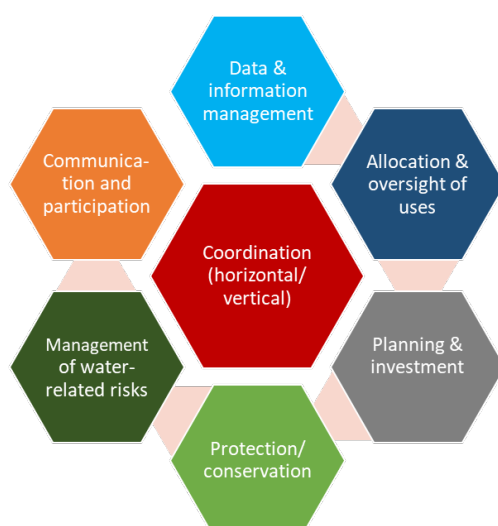 Data &
information
management
Allocation &
oversight of
uses
Planning &
investment
Protection/
conservation
Management
of water-
related risks
Communica-
tion and
participation
Coordination
(horizontal/
vertical)